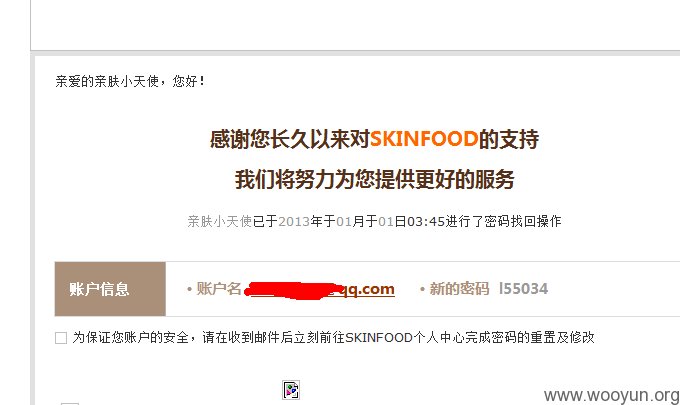 亲爱的亲肤小天使，您好！
感谢您长久以来对SKINFOOD的支持
我们将努力为您提供更好的服务
亲肤小天使已于2013年于01月于01日03:45进行了密码找回操作
账户信息 • 账户名 qq.com • 新的密码 l55034
为保证您账户的安全，请在收到邮件后立刻前往SKINFOOD个人中心完成密码的重置及修改
www.wooyun.org